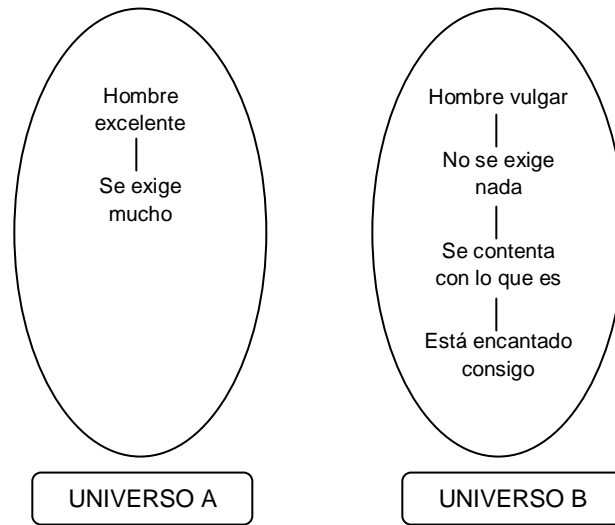 Hombre
excelente
Se exige
mucho
UNIVERSO A
Hombre vulgar
No se exige
nada
Se contenta
con lo que es
Está encantado
consigo
UNIVERSO B